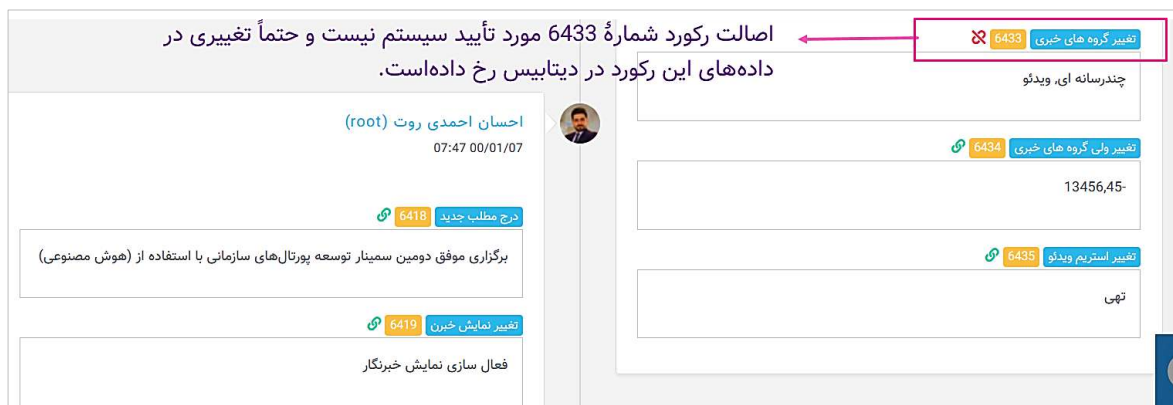 تغییر گروه های خبری 6433
چندرسانه ای, ویدئو
تغییر ولی گروه های خبری 6434
13456,45-
تغییر استریم ویدئو 6435
تهی
اصالت رکورد شمارهٔ 6433 مورد تأیید سیستم نیست و حتماً تغییری در
داده‌های این رکورد در دیتابیس رخ داده‌است.
احسان احمدی روت (root)
07:47 00/01/07
درج مطلب جدید 6418
برگزاری موفق دومین سمینار توسعه پورتال‌های سازمانی با استفاده از (هوش مصنوعی)
تغییر نمایش خبرن 6419
فعال سازی نمایش خبرنگار